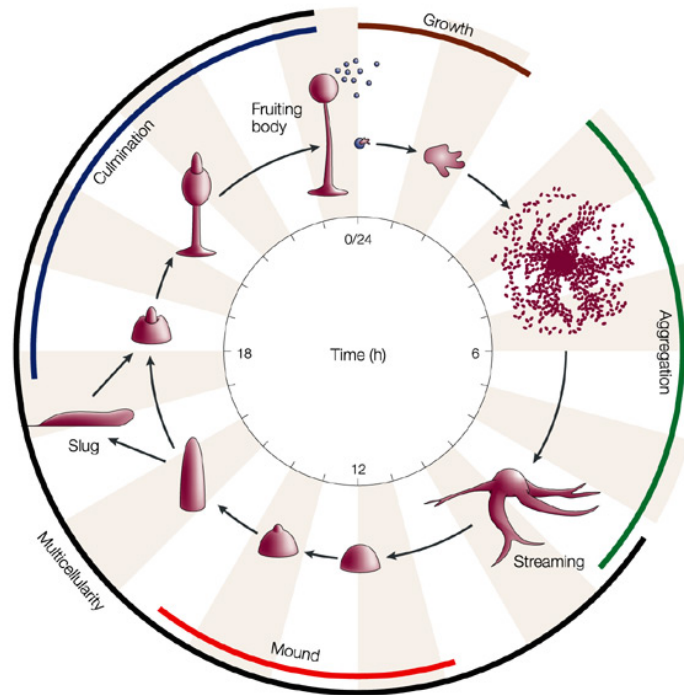 Growth
Culmination
Fruiting
body
0/24
Aggregation
18
Time (h)
6
Slug
12
Multicellularity
Streaming
Mound